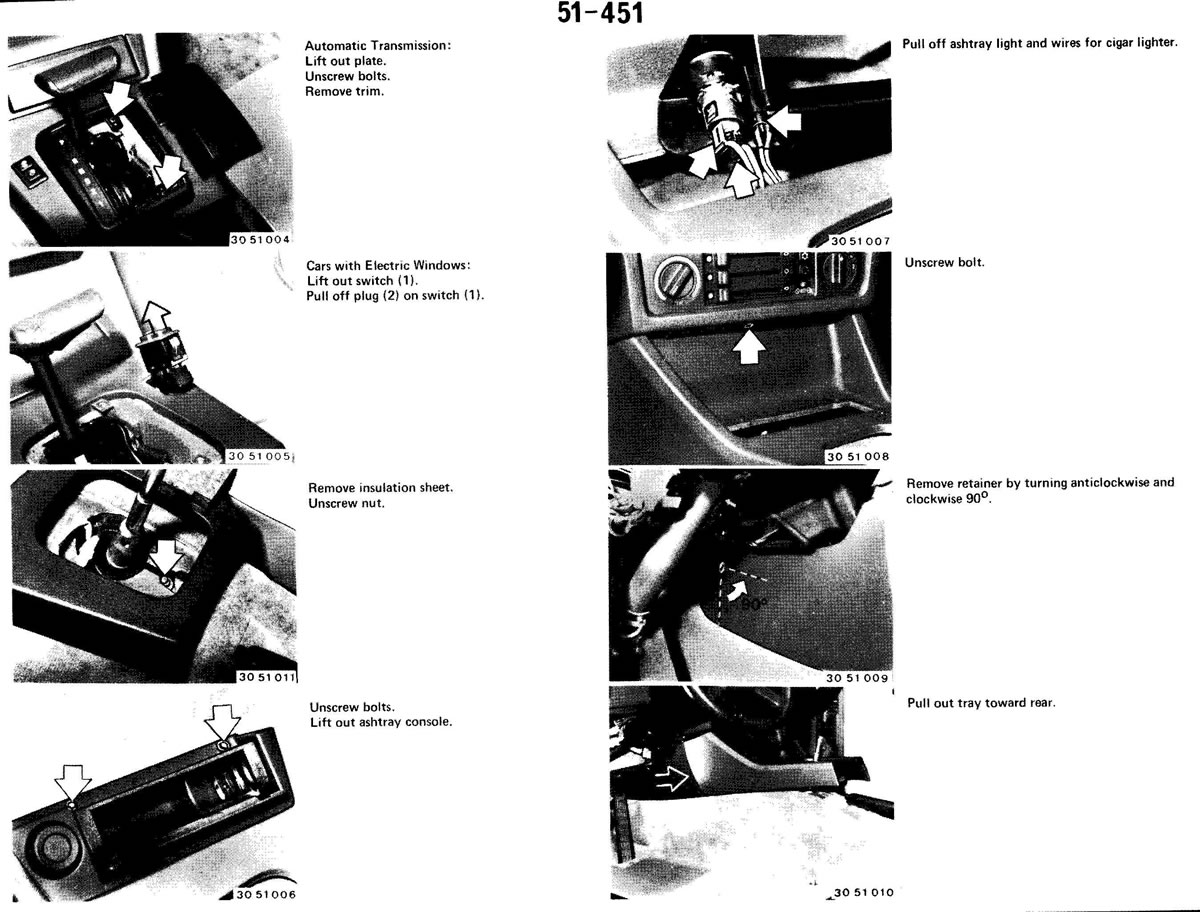 51-451
Automatic Transmission:
Lift out plate.
Unscrew bolts.
Remove trim.
30 51 004
Cars with Electric Windows:
Lift out switch (1).
Pull off plug (2) on switch (1).
30 51 005
Remove insulation sheet.
Unscrew nut.
30 51 011
Unscrew bolts.
Lift out ashtray console.
30 51 006
Pull off ashtray light and wires for cigar lighter.
30 51 007
Unscrew bolt.
30 51 008
Remove retainer by turning anticlockwise and
clockwise 90°.
90°
30 51 009
Pull out tray toward rear.
30 51 010